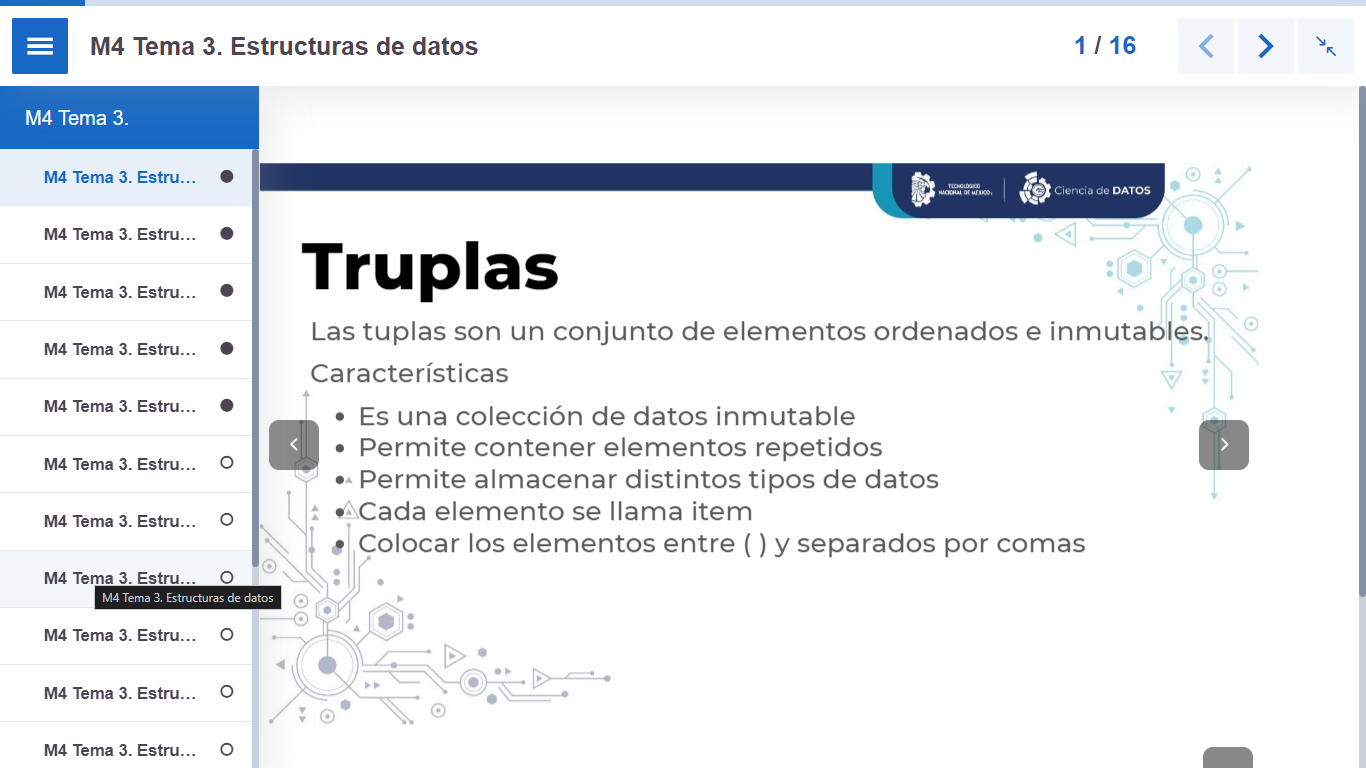 M4 Tema 3. Estructuras de datos
1 / 16
M4 Tema 3.
M4 Tema 3. Estru...
M4 Tema 3. Estru...
M4 Tema 3. Estru...
M4 Tema 3. Estru...
M4 Tema 3. Estru...
M4 Tema 3. Estru...
M4 Tema 3. Estru...
M4 Tema 3. Estru...
M4 Tema 3. Estructuras de datos
M4 Tema 3. Estru...
M4 Tema 3. Estru...
M4 Tema 3. Estru...
TECNOLÓGICO
NACIONAL DE MÉXICO
Ciencia de DATOS
Truplas
Las tuplas son un conjunto de elementos ordenados e inmutables.
Características
• Es una colección de datos inmutable
• Permite contener elementos repetidos
• Permite almacenar distintos tipos de datos
• Cada elemento se llama item
• Colocar los elementos entre ( ) y separados por comas